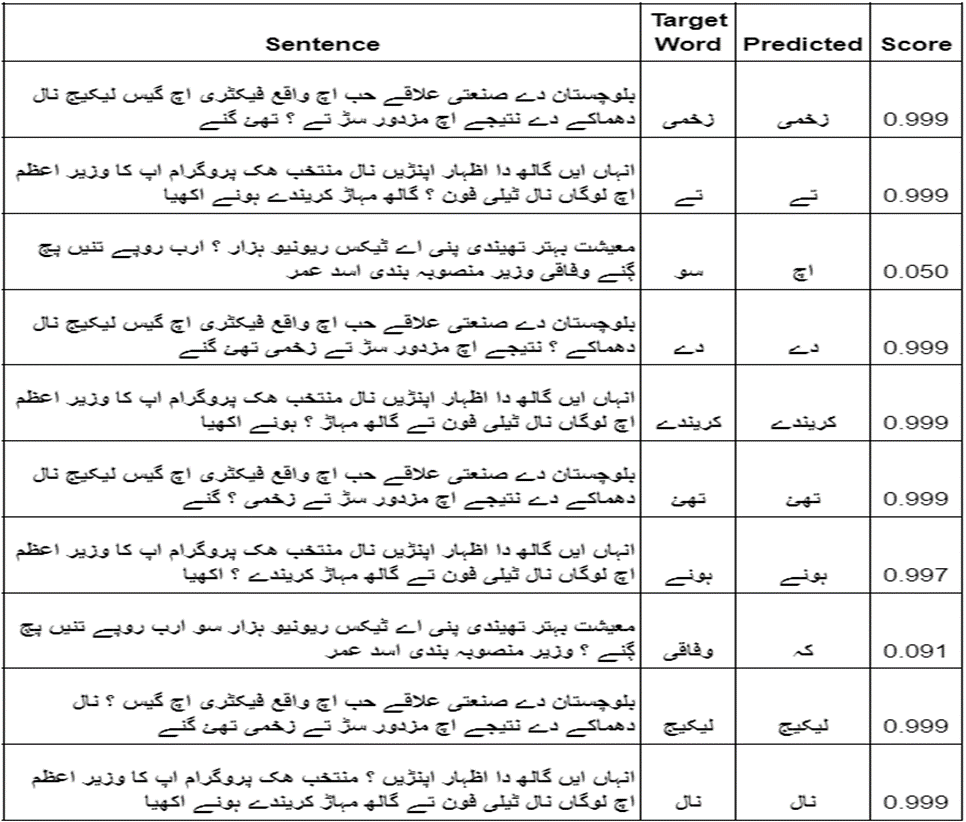 Sentence Target Word Predicted Score
بلوچستان دے صنعتی علاقے حب اچ واقع فیکٹری اچ گیس لیکیج نال
دھماکے دے نتیجے اچ مزدور سڑ تے ؟ تھئ گئے زخمی زخمی 0.999
انہاں ایں گالھ دا اظہار اپنڑیں نال منتخب ھک پروگرام اپ کا وزیر اعظم
اچ لوگاں نال ٹیلی فون ؟ گالھ مہاڑ کریندے ہونے اکھیا تے تے 0.999
معیشت بہتر تھیندی پئی اے ٹیکس ریونیو ہزار ؟ ارب روپے تئیں پچ
گئے وفاقی وزیر منصوبہ بندی اسد عمر سو اچ 0.050
بلوچستان دے صنعتی علاقے حب اچ واقع فیکٹری اچ گیس لیکیج نال
دھماکے ؟ نتیجے اچ مزدور سڑ تے زخمی تھئ گئے دے دے 0.999
انہاں ایں گالھ دا اظہار اپنڑیں نال منتخب ھک پروگرام اپ کا وزیر اعظم
اچ لوگاں نال ٹیلی فون تے گالھ مہاڑ ؟ ہونے اکھیا کریندے کریندے 0.999
بلوچستان دے صنعتی علاقے حب اچ واقع فیکٹری اچ گیس لیکیج نال
دھماکے دے نتیجے اچ مزدور سڑ تے زخمی ؟ گئے تھئ تھئ 0.999
انہاں ایں گالھ دا اظہار اپنڑیں نال منتخب ھک پروگرام اپ کا وزیر اعظم
اچ لوگاں نال ٹیلی فون تے گالھ مہاڑ کریندے ؟ اکھیا ہونے ہونے 0.997
معیشت بہتر تھیندی پئی اے ٹیکس ریونیو ہزار سو ارب روپے تئیں پچ
گئے ؟ وزیر منصوبہ بندی اسد عمر وفاقی کہ 0.091
بلوچستان دے صنعتی علاقے حب اچ واقع فیکٹری اچ گیس ؟ نال
دھماکے دے نتیجے اچ مزدور سڑ تے زخمی تھئ گئے لیکیج لیکیج 0.999
انہاں ایں گالھ دا اظہار اپنڑیں ؟ منتخب ھک پروگرام اپ کا وزیر اعظم
اچ لوگاں نال ٹیلی فون تے گالھ مہاڑ کریندے ہونے اکھیا نال نال 0.999